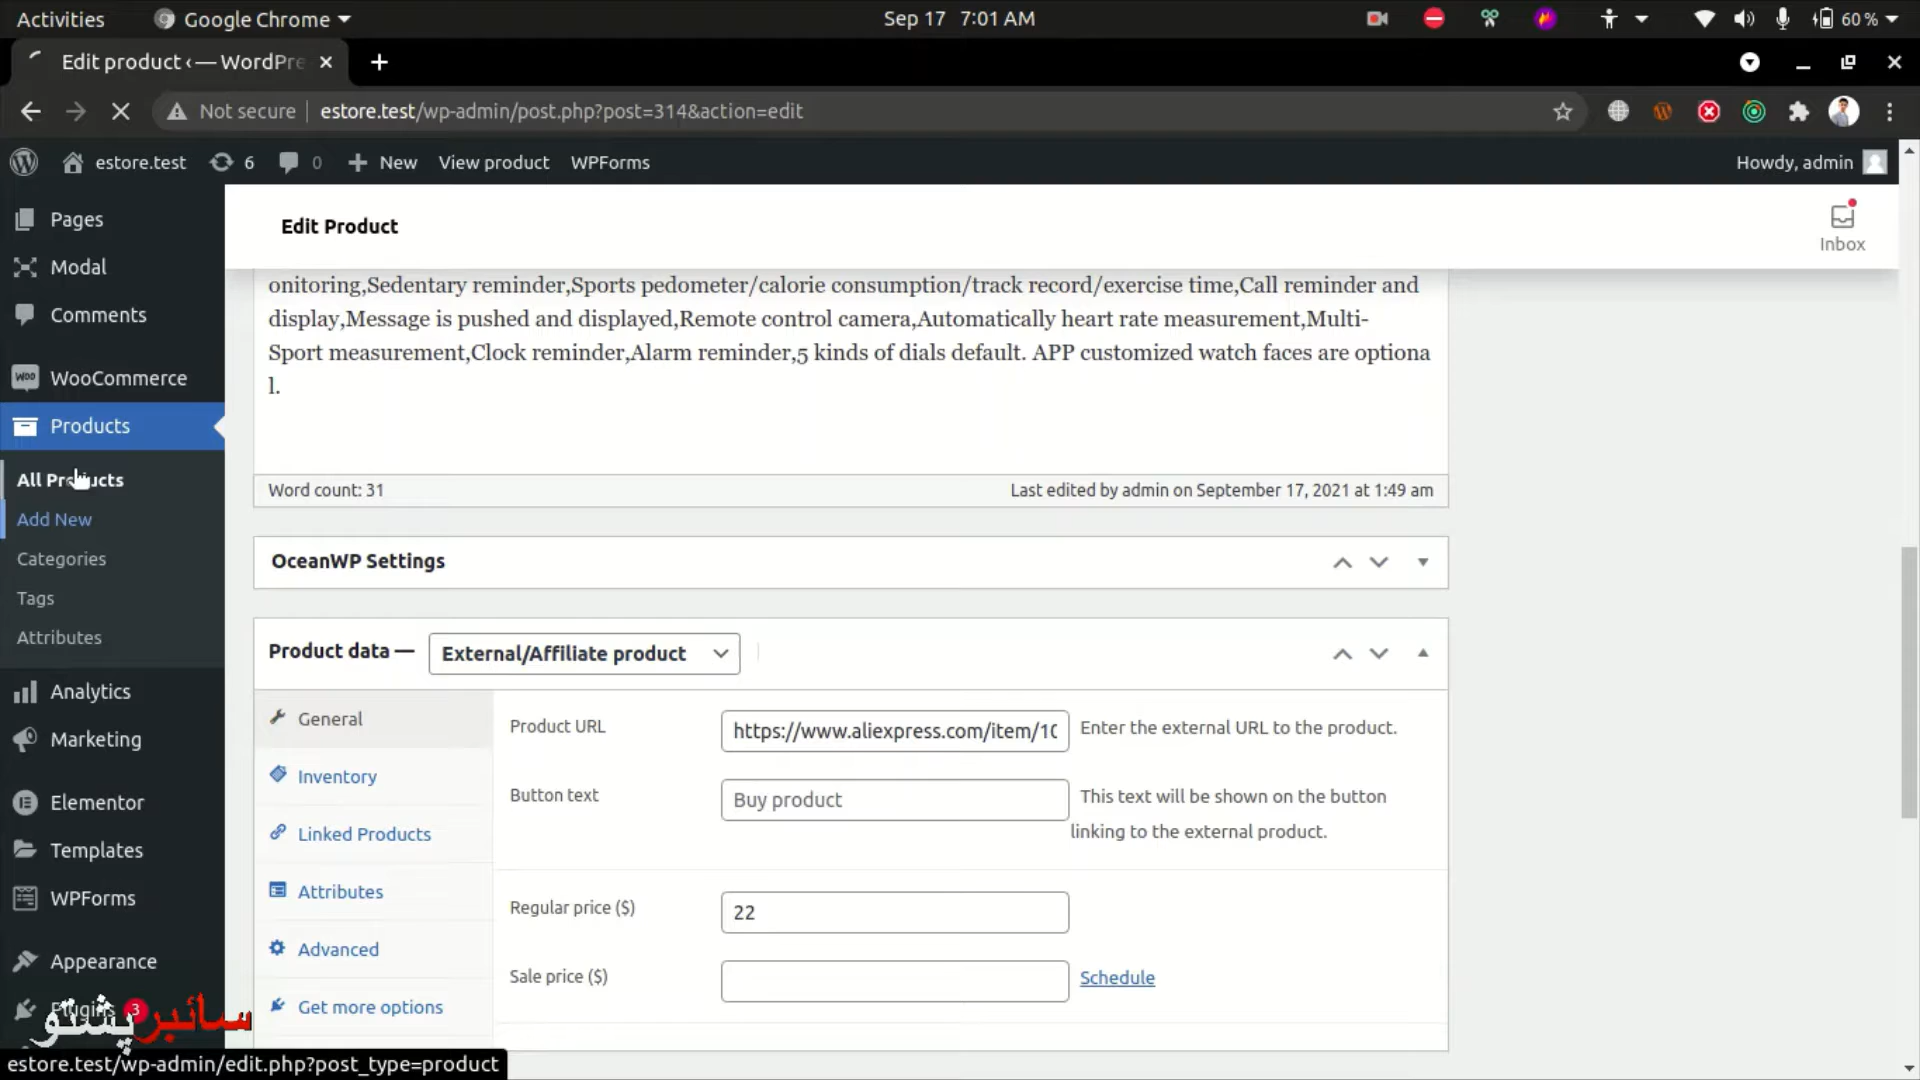 Activities
Google Chrome
Sep 17 7:01 AM
60 %
Edit product ‹ — WordPre
Not secure
estore.test/wp-admin/post.php?post=314&action=edit
estore.test
6
0
New
View product
WPForms
Howdy, admin
Pages
Modal
Comments
WooCommerce
Products
All Products
Add New
Categories
Tags
Attributes
Analytics
Marketing
Elementor
Templates
WPForms
Appearance
Plugins 3
سائبر پشتو
Edit Product
Inbox
onitoring,Sedentary reminder,Sports pedometer/calorie consumption/track record/exercise time,Call reminder and
display,Message is pushed and displayed,Remote control camera,Automatically heart rate measurement,Multi-
Sport measurement,Clock reminder,Alarm reminder,5 kinds of dials default. APP customized watch faces are optiona
l.
Word count: 31
Last edited by admin on September 17, 2021 at 1:49 am
OceanWP Settings
Product data —
External/Affiliate product
General
Inventory
Linked Products
Attributes
Advanced
Get more options
Product URL
https://www.aliexpress.com/item/10
Enter the external URL to the product.
Button text
Buy product
This text will be shown on the button
linking to the external product.
Regular price ($)
22
Sale price ($)
Schedule
estore.test/wp-admin/edit.php?post_type=product